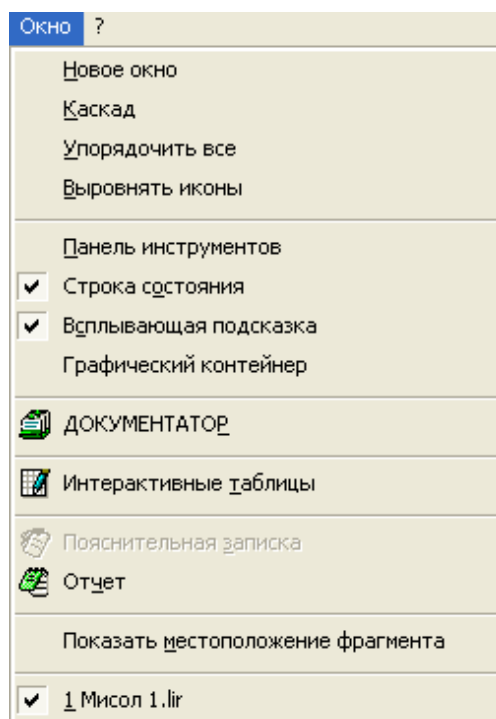 Окно ?
Новое окно
Каскад
Упорядочить все
Выровнять иконы
Панель инструментов
Строка состояния
Всплывающая подсказка
Графический контейнер
ДОКУМЕНТАТОР
Интерактивные таблицы
Пояснительная записка
Отчет
Показать местоположение фрагмента
1 Мисол 1.lir